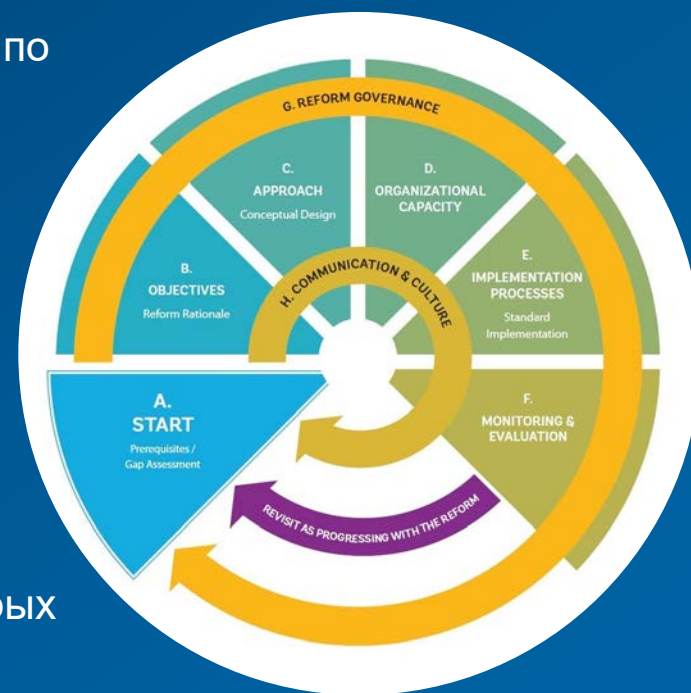 по
G. REFORM GOVERNANCE
C.
APPROACH
Conceptual Design
D.
ORGANIZATIONAL
CAPACITY
B.
OBJECTIVES
Reform Rationale
H. COMMUNICATION & CULTURE
E.
IMPLEMENTATION
PROCESSES
Standard
Implementation
A.
START
Prerequisites /
Gap Assessment
F.
MONITORING &
EVALUATION
REVISIT AS PROGRESSING WITH THE REFORM
рых